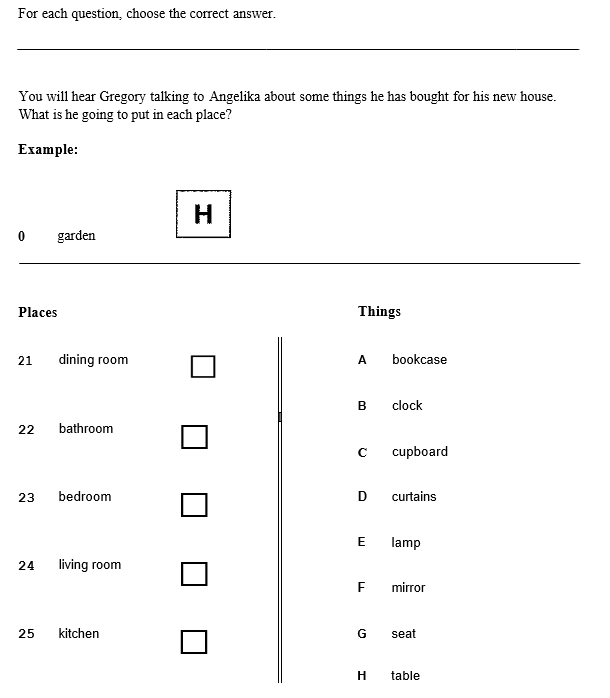 For each question, choose the correct answer.
You will hear Gregory talking to Angelika about some things he has bought for his new house.
What is he going to put in each place?
Example:
H
0 garden
Places
21 dining room
22 bathroom
23 bedroom
24 living room
25 kitchen
Things
A bookcase
B clock
C cupboard
D curtains
E lamp
F mirror
G seat
H table